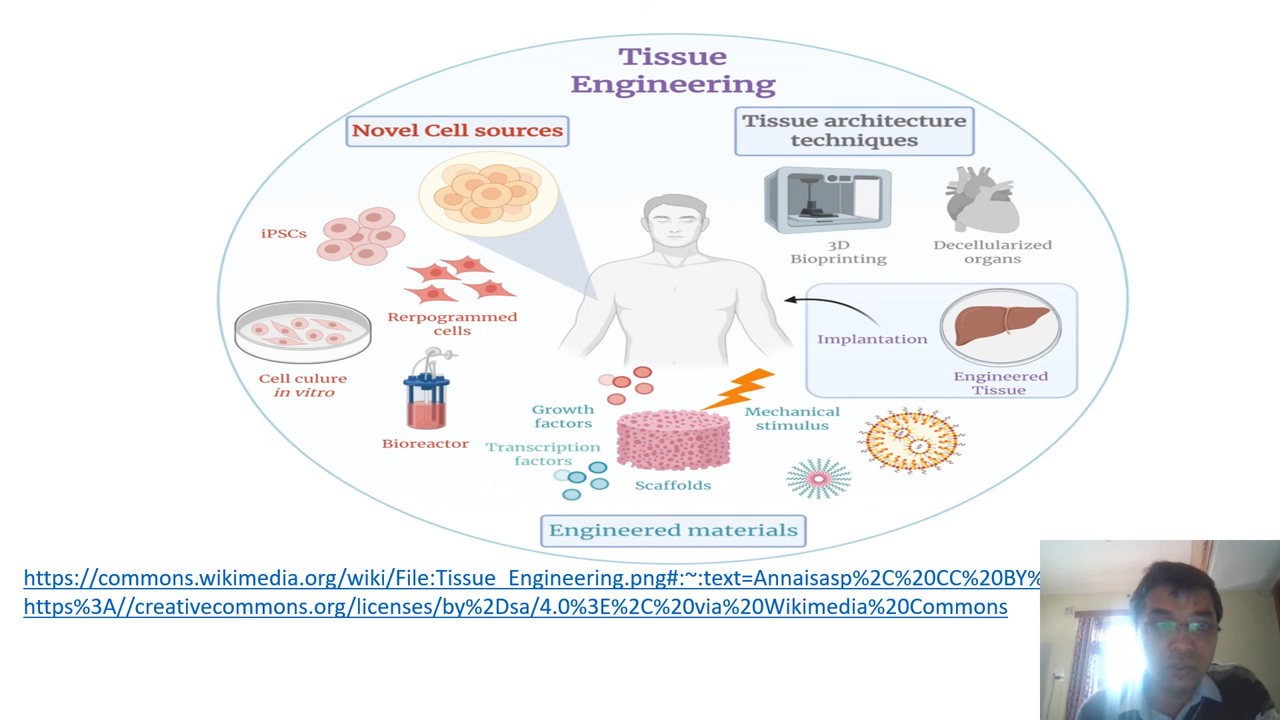 Tissue
Engineering
Novel Cell sources
Tissue architecture
techniques
iPSCs
Rerpogrammed
cells
Cell culure
in vitro
Bioreactor
3D
Bioprinting
Decellularized
organs
Implantation
Engineered
Tissue
Growth
factors
Transcription
factors
Mechanical
stimulus
Scaffolds
Engineered materials
https://commons.wikimedia.org/wiki/File:Tissue_Engineering.png#:~:text=Annaisasp%2C%20CC%20BY%
https%3A//creativecommons.org/licenses/by%2Dsa/4.0%3E%2C%20via%20Wikimedia%20Commons